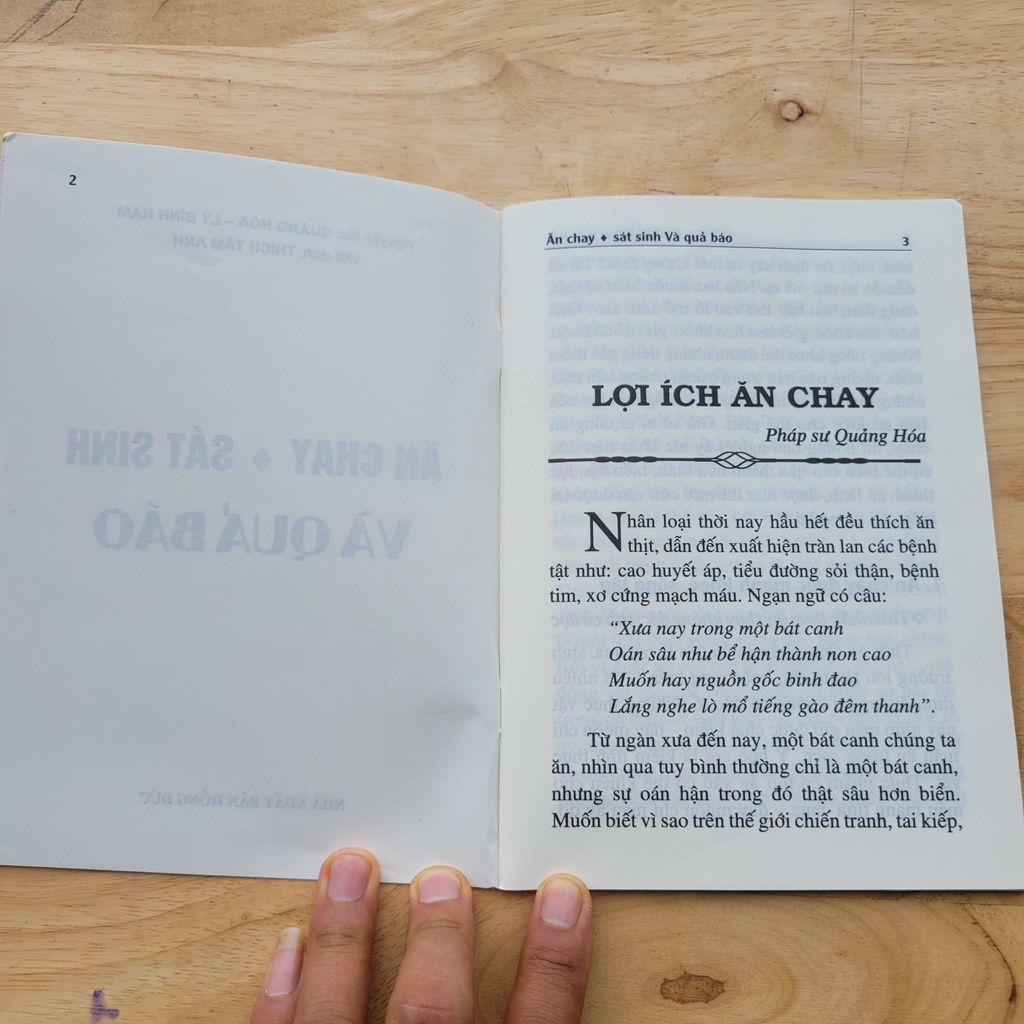 2
Ăn chay ♦ sát sinh Và quả báo 3
LỢI ÍCH ĂN CHAY
Pháp sư Quảng Hóa
Nhân loại thời nay hầu hết đều thích ăn
thịt, dẫn đến xuất hiện tràn lan các bệnh
tật như: cao huyết áp, tiểu đường sỏi thận, bệnh
tim, xơ cứng mạch máu. Ngạn ngữ có câu:
“Xưa nay trong một bát canh
Oán sâu như bể hận thành non cao
Muốn hay nguồn gốc binh đao
Lắng nghe lò mổ tiếng gào đêm thanh”.
Từ ngàn xưa đến nay, một bát canh chúng ta
ăn, nhìn qua tuy bình thường chỉ là một bát canh,
nhưng sự oán hận trong đó thật sâu hơn biển.
Muốn biết vì sao trên thế giới chiến tranh, tai kiếp,